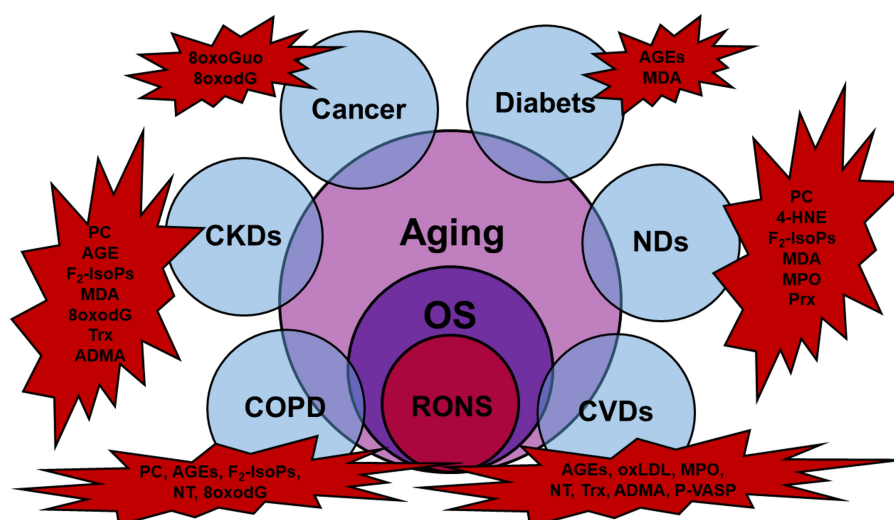 8oxoGuo
8oxodG
Cancer
Diabets
AGEs
MDA
PC
AGE
F₂-IsoPs
MDA
8oxodG
Trx
ADMA
CKDs
Aging
NDs
PC
4-HNE
F₂-IsoPs
MDA
MPO
Prx
OS
COPD
RONS
CVDs
PC, AGEs, F₂-IsoPs,
NT, 8oxodG
AGEs, oxLDL, MPO,
NT, Trx, ADMA, P-VASP